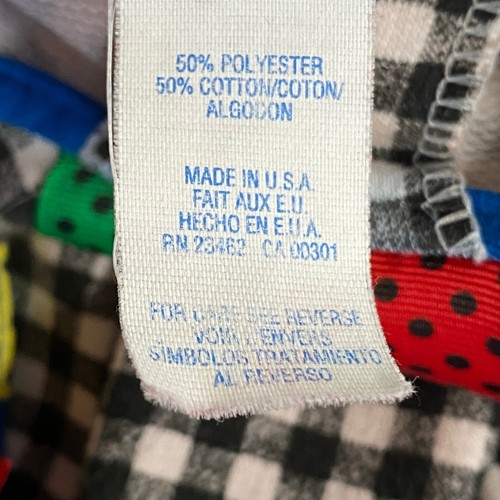 50% POLYESTER
50% COTTON/COTON/
ALGODON
MADE IN U.S.A.
FAIT AUX E.U.
HECHO EN E.U.A.
RN 23462 CA 00301
FOR CARE SEE REVERSE
VOIR L'ENVERS
SIMBOLOS TRATAMIENTO
AL REVERSO